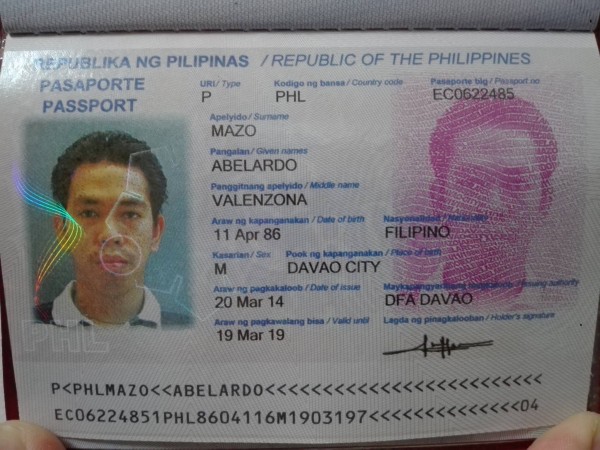 REPUBLIKA NG PILIPINAS / REPUBLIC OF THE PHILIPPINES
PASAPORTE
PASSPORT
URI / Type Kodigo ng bansa / Country code Pasaporte blg / Passport no
P PHL EC0622485
Apelyido / Surname
MAZO
Pangalan / Given names
ABELARDO
Panggitnang apelyido / Middle name
VALENZONA
Araw ng kapanganakan / Date of birth Nasyonalidad / Nationality
11 Apr 86 FILIPINO
Kasarian / Sex Pook ng kapanganakan / Place of birth
M DAVAO CITY
Araw ng pagkakaloob / Date of issue Maykapangyarihang nagkaloob / Issuing authority
20 Mar 14 DFA DAVAO
Araw ng pagkawalang bisa / Valid until Lagda ng pinagkalooban / Holder's signature
19 Mar 19
PHL
P<PHLMAZO<<ABELARDO<<<<<<<<<<<<<<<<<<<<<<<<<
EC06224851PHL8604116M1903197<<<<<<<<<<<<<<04